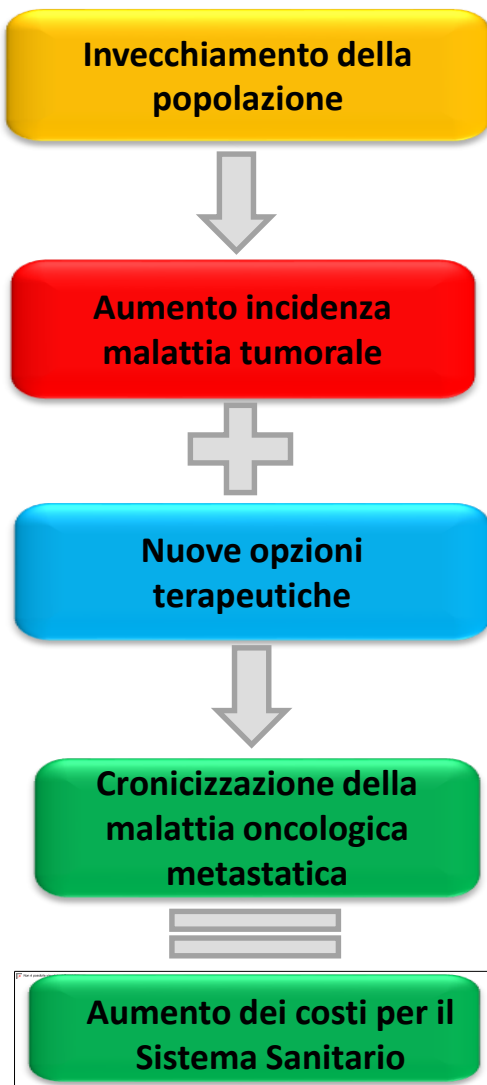 Invecchiamento della
popolazione
Aumento incidenza
malattia tumorale
Nuove opzioni
terapeutiche
Cronicizzazione della
malattia oncologica
metastatica
Aumento dei costi per il
Sistema Sanitario